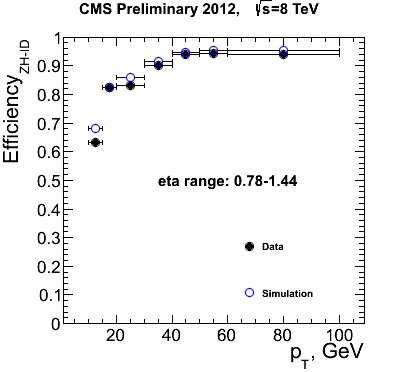 CMS Preliminary 2012, √s=8 TeV
Efficiency_ZH-ID
1
0.9
0.8
0.7
0.6
0.5
0.4
0.3
0.2
0.1
0
eta range: 0.78-1.44
Data
Simulation
20 40 60 80 100
p_T, GeV